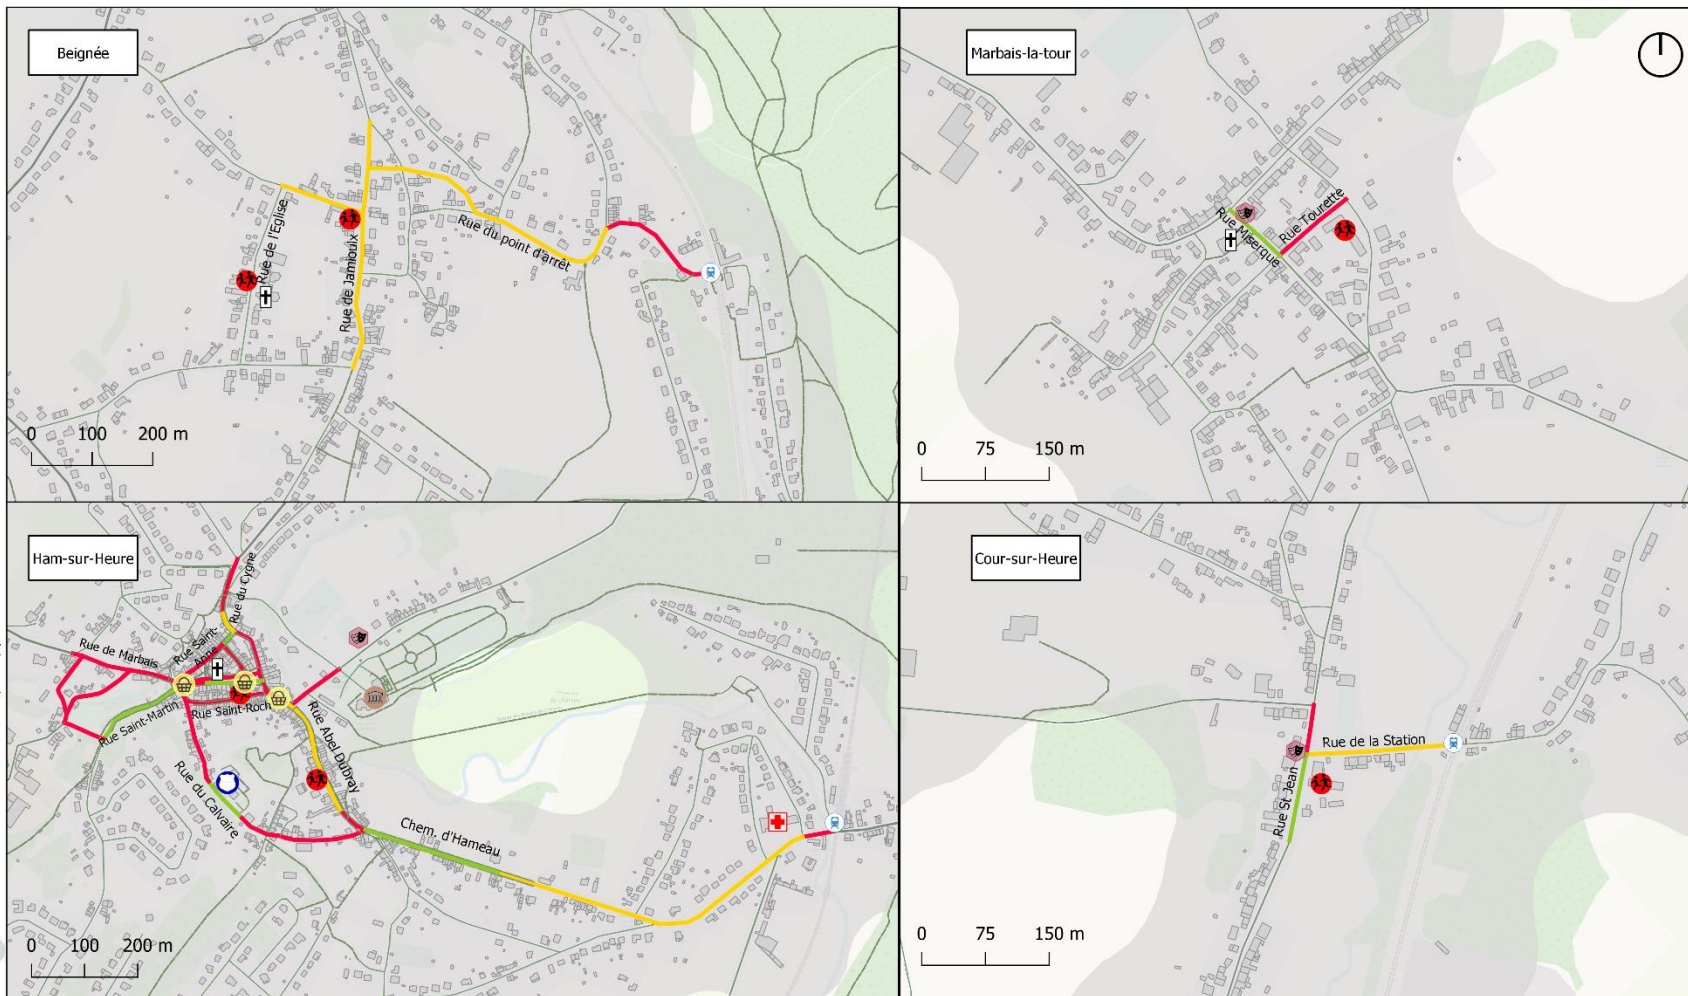 Beignée
Rue de l'Eglise
Rue de Jamioulx
Rue du point d'arrêt
0 100 200 m
Marbais-la-tour
Rue Miserque
Rue Tourette
0 75 150 m
Ham-sur-Heure
Rue du Cygne
Rue Saint-
Anne
Rue de Marbais
Rue Saint-Martin
Rue Saint-Roch
Rue Abel Dubray
Rue du Calvaire
Chem. d'Hameau
0 100 200 m
Cour-sur-Heure
Rue de la Station
Rue St Jean
0 75 150 m